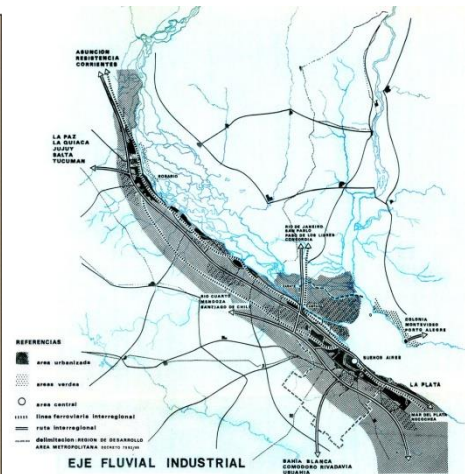 ASUNCION
RESISTENCIA
CORRIENTES
LA PAZ
LA QUIACA
JUJUY
SALTA
TUCUMAN
ROSARIO
RIO DE JANEIRO
SAN PABLO
PASO DE LOS LIBRES
CONCORDIA
RIO CUARTO
MENDOZA
SANTIAGO DE CHILE
COLONIA
MONTEVIDEO
PORTO ALEGRE
BUENOS AIRES
LA PLATA
MAR DEL PLATA
NECOCHEA
REFERENCIAS
area urbanizada
areas verdes
area central
linea ferroviaria interregional
ruta interregional
delimitacion: REGION DE DESARROLLO
AREA METROPOLITANA
EJE FLUVIAL INDUSTRIAL
BAHIA BLANCA
COMODORO RIVADAVIA
USUHAIA